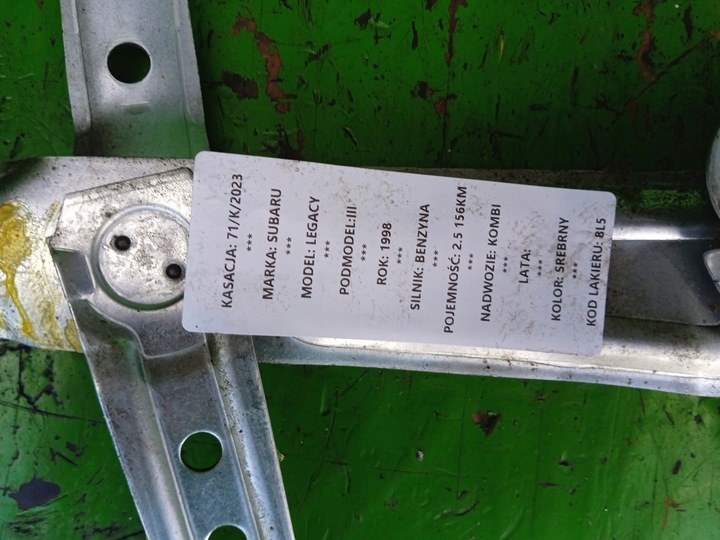 KASACJA: 71/K/2023
***
MARKA: SUBARU
***
MODEL: LEGACY
***
PODMODEL:III
***
ROK: 1998
***
SILNIK: BENZYNA
***
POJEMNOŚĆ: 2.5 156KM
***
NADWOZIE: KOMBI
***
LATA:
***
KOLOR: SREBRNY
***
KOD LAKIERU: 8I5